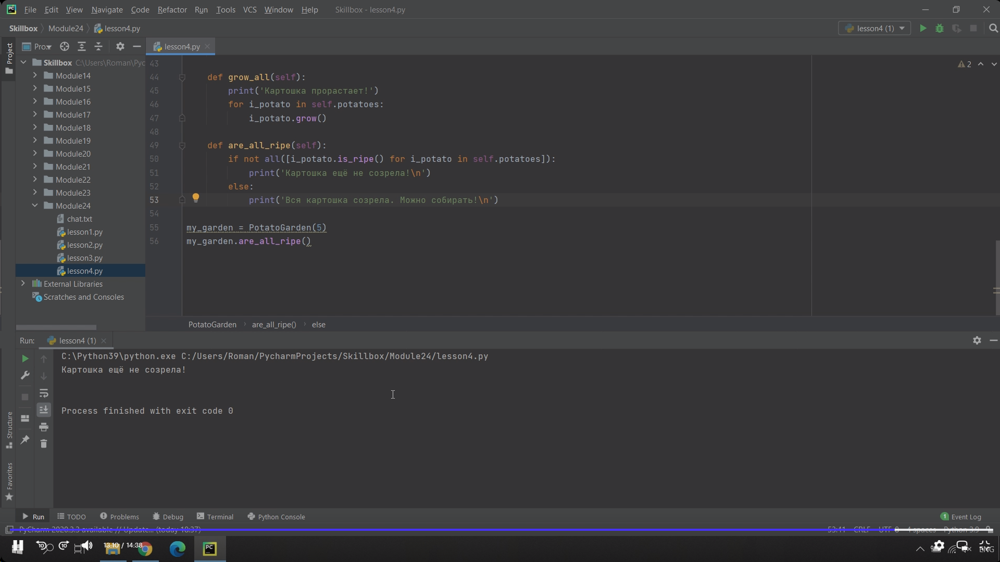 File Edit View Navigate Code Refactor Run Tools VCS Window Help Skillbox - lesson4.py
Skillbox Module24 lesson4.py lesson4 (1)
Project
Pro... lesson4.py
Skillbox C:\Users\Roman\Pyc
Module14
Module15
Module16
Module17
Module18
Module19
Module20
Module21
Module22
Module23
Module24
chat.txt
lesson1.py
lesson2.py
lesson3.py
lesson4.py
External Libraries
Scratches and Consoles
2
43
44 def grow_all(self):
45 print('Картошка прорастает!')
46 for i_potato in self.potatoes:
47 i_potato.grow()
48
49 def are_all_ripe(self):
50 if not all([i_potato.is_ripe() for i_potato in self.potatoes]):
51 print('Картошка ещё не созрела!\n')
52 else:
53 print('Вся картошка созрела. Можно собирать!\n')
54
55 my_garden = PotatoGarden(5)
56 my_garden.are_all_ripe()
PotatoGarden are_all_ripe() else
Run: lesson4 (1)
C:\Python39\python.exe C:/Users/Roman/PycharmProjects/Skillbox/Module24/lesson4.py
Картошка ещё не созрела!
Process finished with exit code 0
Structure
Favorites
Run TODO Problems Debug Terminal Python Console 1 Event Log
PyCharm 2020.3.3 available // Update... (today 18:37) 53:41 CRLF UTF-8 4 spaces Python 3.9
10 10 13:10 / 14:38 ENG